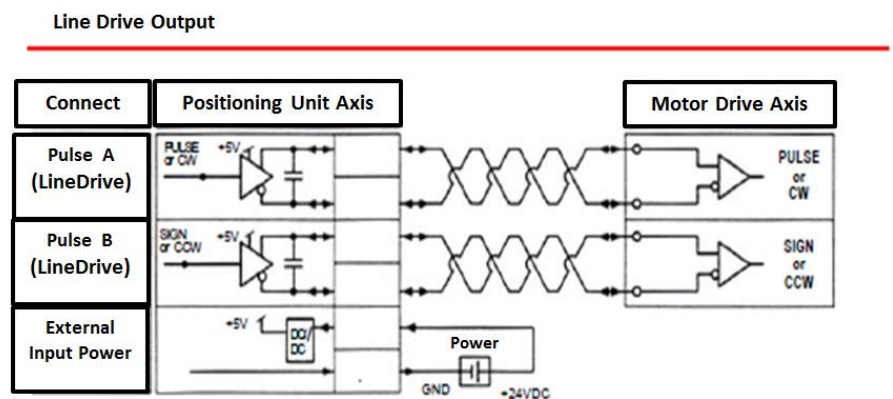 Line Drive Output
Connect
Positioning Unit Axis
Motor Drive Axis
Pulse A
(LineDrive)
PULSE
or CW
+5V
PULSE
or
CW
Pulse B
(LineDrive)
SIGN
or CCW
+5V
SIGN
or
CCW
External
Input Power
+5V
DC/
DC
Power
GND
+24VDC